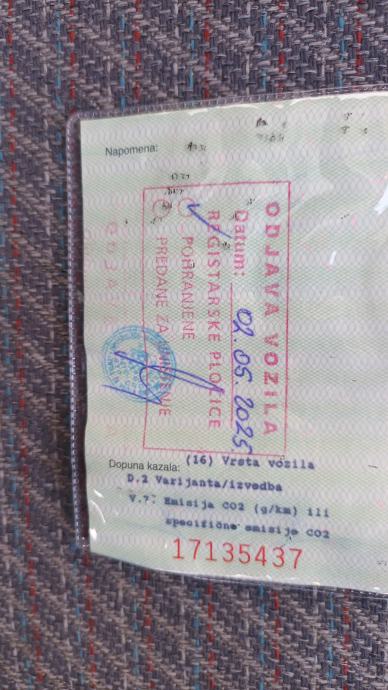 Napomena:
ODJAVA VOZILA
Datum: 02.05.2025
REGISTARSKE PLOČICE
POHRANJENE
PREDANE ZA UNIŠTENJE
Dopuna kazala:
(16) Vrsta vozila
D.2 Varijanta/izvedba
V.7. Emisija CO2 (g/km) ili
specifične emisije CO2
17135437